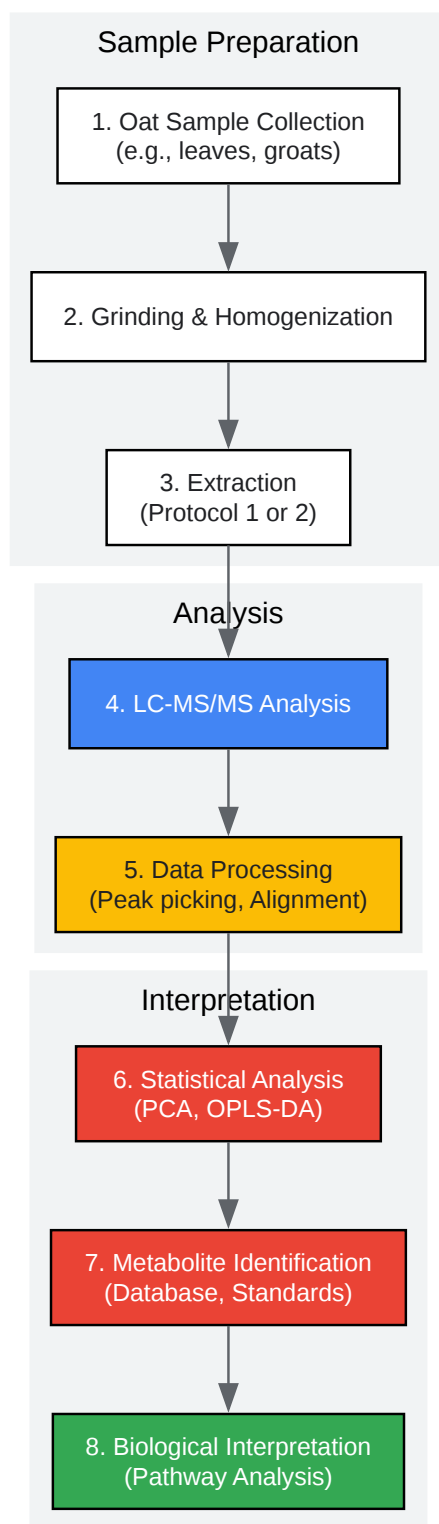 Sample Preparation
1. Oat Sample Collection
(e.g., leaves, groats)
2. Grinding & Homogenization
3. Extraction
(Protocol 1 or 2)
Analysis
4. LC-MS/MS Analysis
5. Data Processing
(Peak picking, Alignment)
Interpretation
6. Statistical Analysis
(PCA, OPLS-DA)
7. Metabolite Identification
(Database, Standards)
8. Biological Interpretation
(Pathway Analysis)